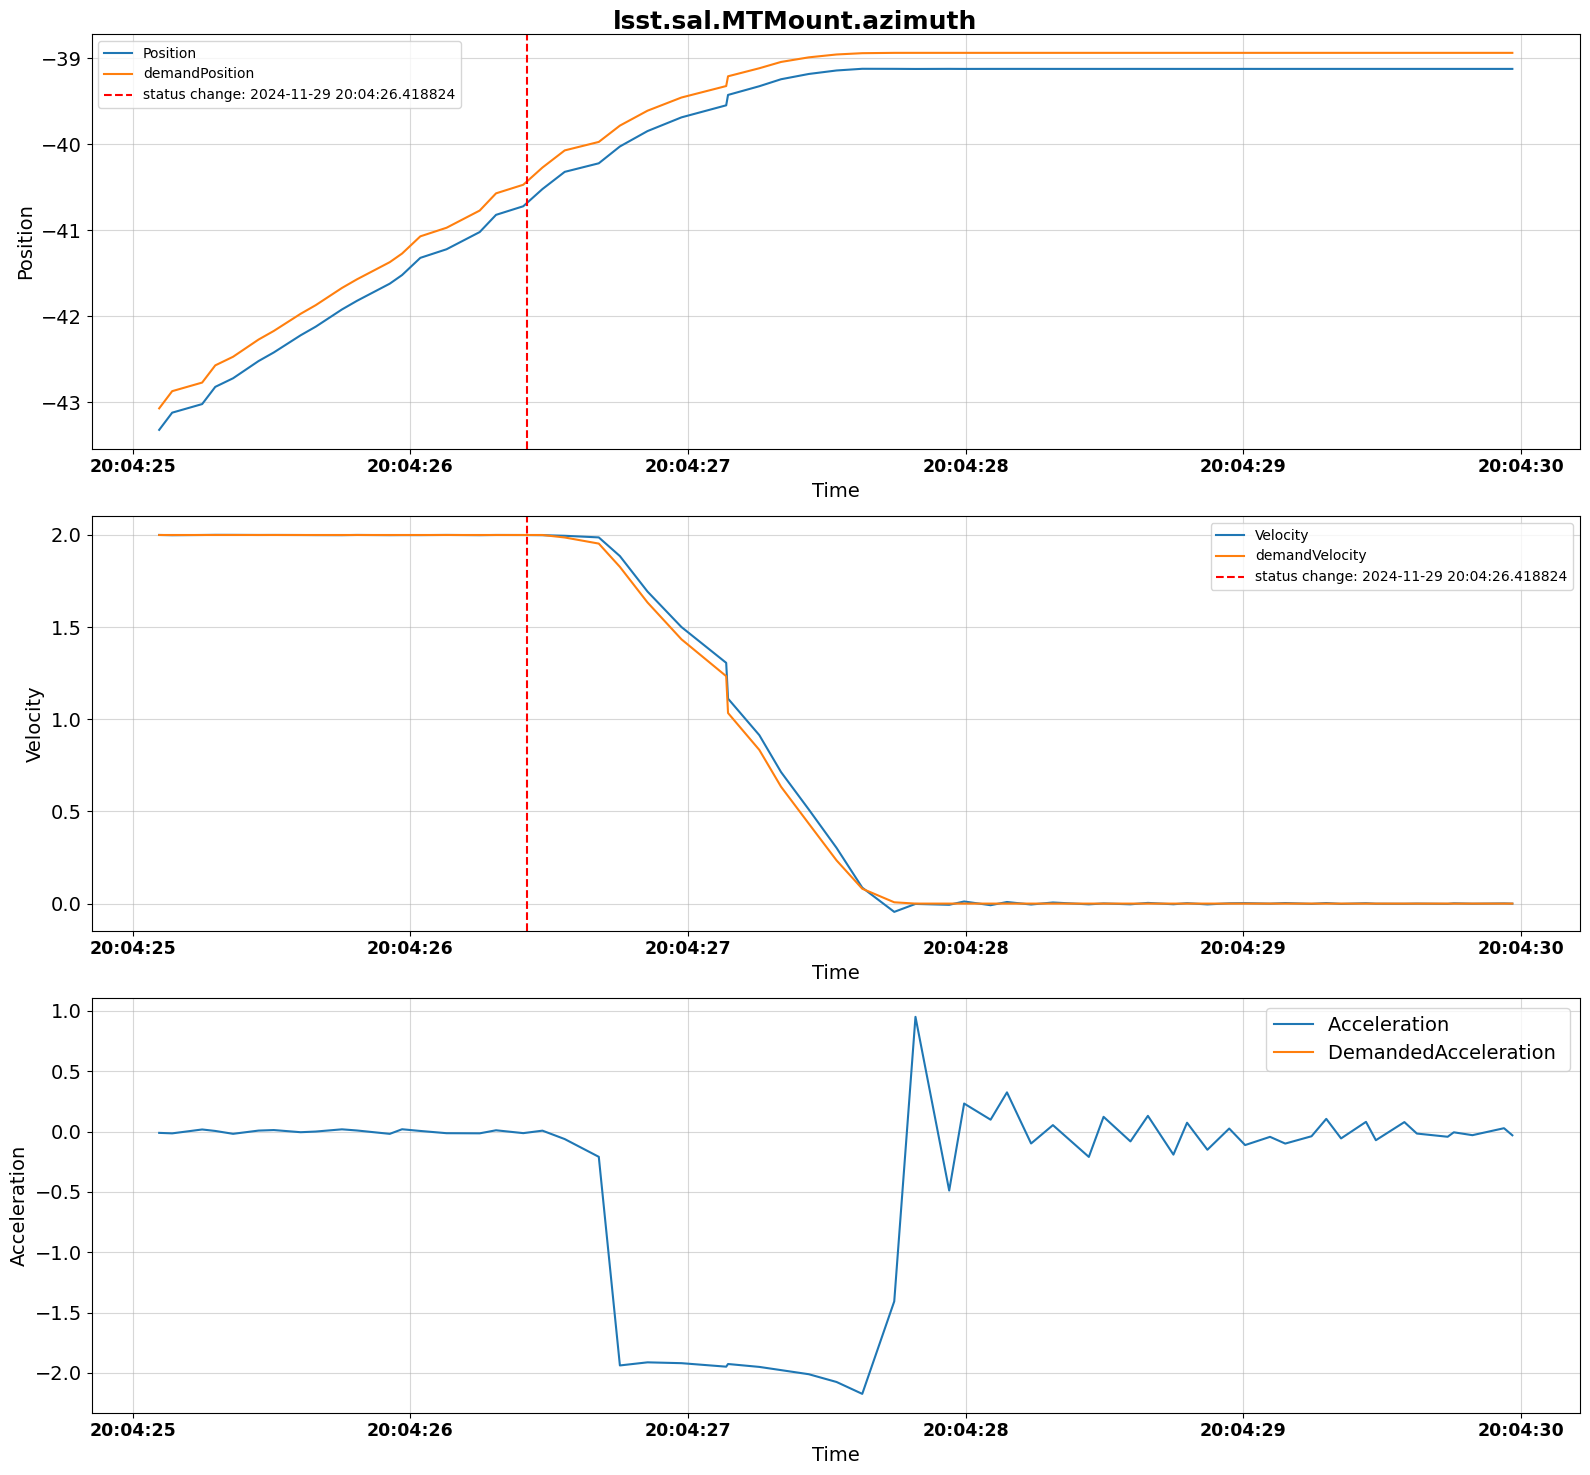 lsst.sal.MTMount.azimuth
Position
demandPosition
status change: 2024-11-29 20:04:26.418824
−39
−40
−41
−42
−43
Position
20:04:25 20:04:26 20:04:27 20:04:28 20:04:29 20:04:30
Time
Velocity
demandVelocity
status change: 2024-11-29 20:04:26.418824
2.0
1.5
1.0
0.5
0.0
Velocity
20:04:25 20:04:26 20:04:27 20:04:28 20:04:29 20:04:30
Time
Acceleration
DemandedAcceleration
1.0
0.5
0.0
−0.5
−1.0
−1.5
−2.0
Acceleration
20:04:25 20:04:26 20:04:27 20:04:28 20:04:29 20:04:30
Time